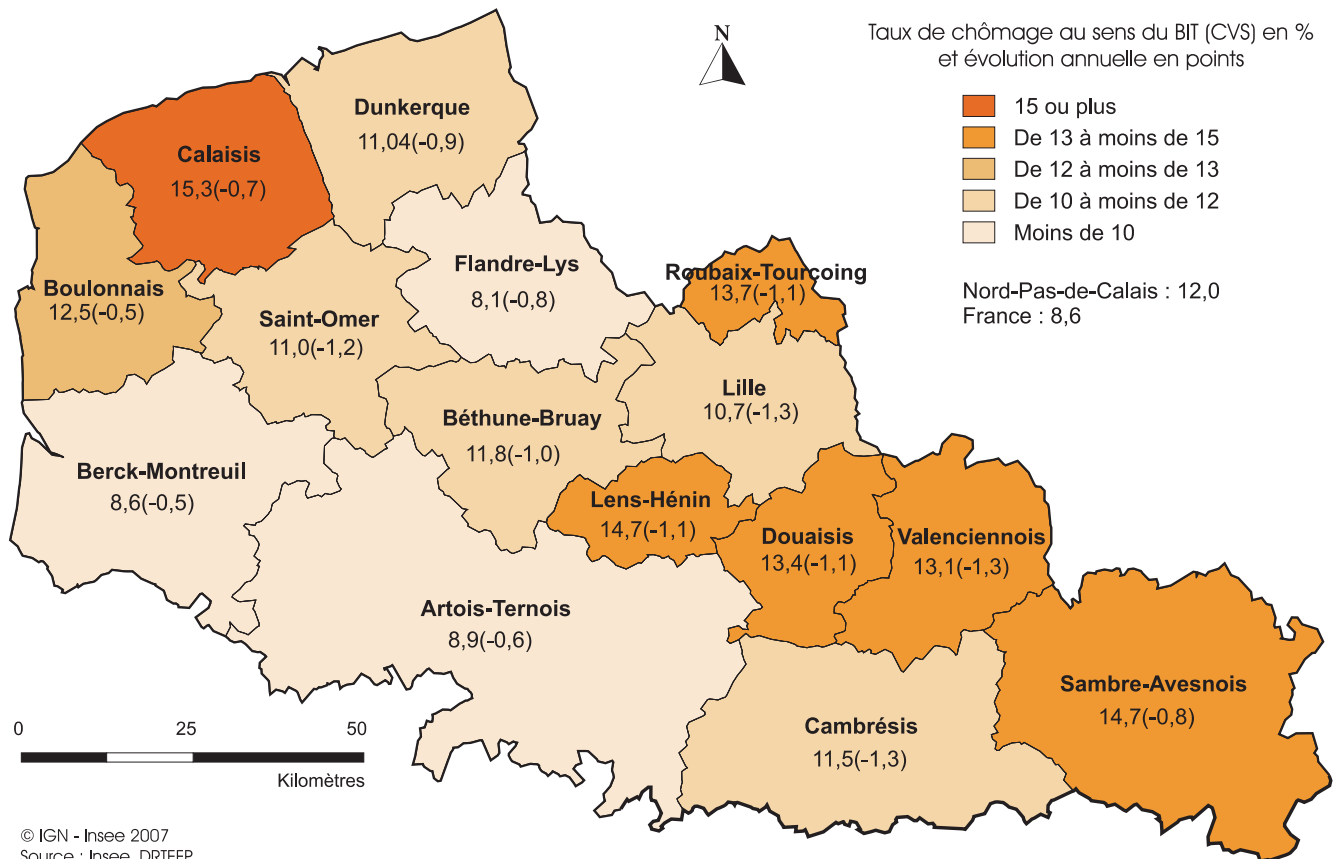 N
Taux de chômage au sens du BIT (CVS) en %
et évolution annuelle en points
15 ou plus
De 13 à moins de 15
De 12 à moins de 13
De 10 à moins de 12
Moins de 10
Nord-Pas-de-Calais : 12,0
France : 8,6
Dunkerque
11,04(-0,9)
Calaisis
15,3(-0,7)
Flandre-Lys
8,1(-0,8)
Roubaix-Tourcoing
13,7(-1,1)
Boulonnais
12,5(-0,5)
Saint-Omer
11,0(-1,2)
Lille
10,7(-1,3)
Béthune-Bruay
11,8(-1,0)
Berck-Montreuil
8,6(-0,5)
Lens-Hénin
14,7(-1,1)
Douaisis
13,4(-1,1)
Valenciennois
13,1(-1,3)
Artois-Ternois
8,9(-0,6)
Sambre-Avesnois
14,7(-0,8)
Cambrésis
11,5(-1,3)
0 25 50
Kilomètres
© IGN - Insee 2007
Source : Insee, DRTEFP